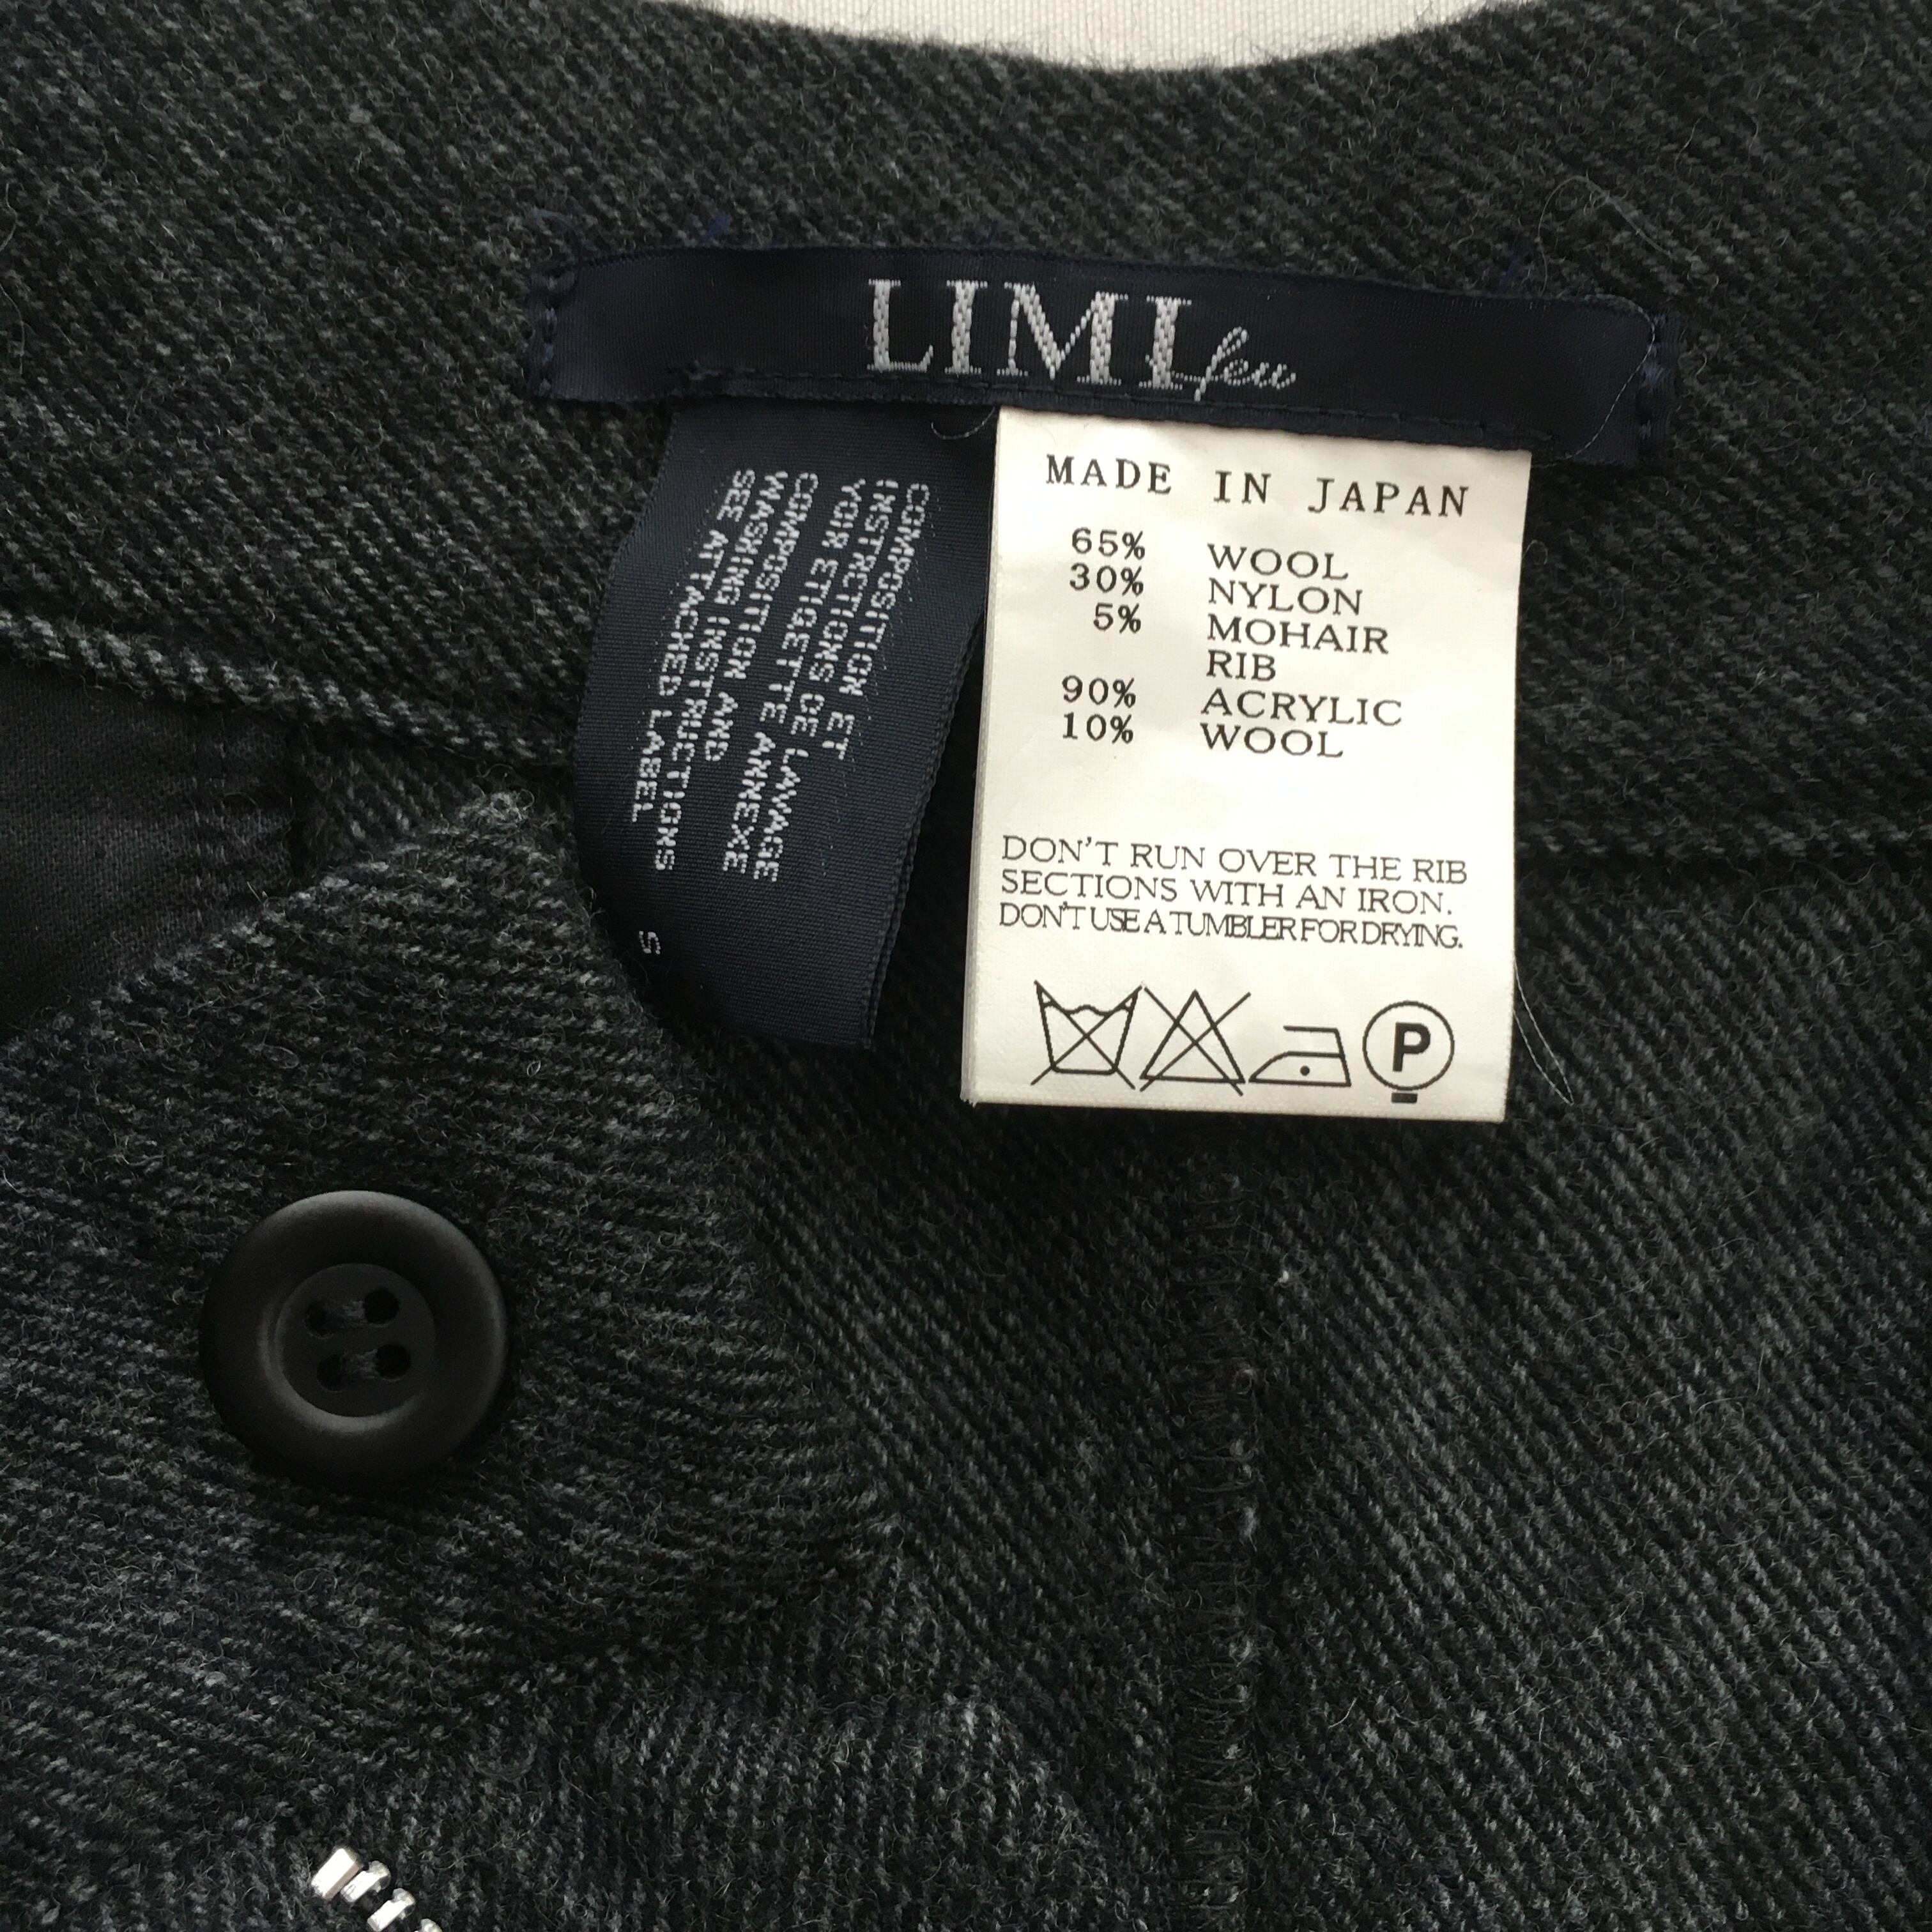 LIMI feu
COMPOSITION ET
INSTRCTIONS DE LAVAGE
VOIR ETIGETTE ANNEXE
COMPOSITION AND
WASHING INSTRUCTIONS
SEE ATTACHED LABEL
S
MADE IN JAPAN
65% WOOL
30% NYLON
5% MOHAIR
RIB
90% ACRYLIC
10% WOOL
DON'T RUN OVER THE RIB
SECTIONS WITH AN IRON.
DON'T USE A TUMBLER FOR DRYING.
P